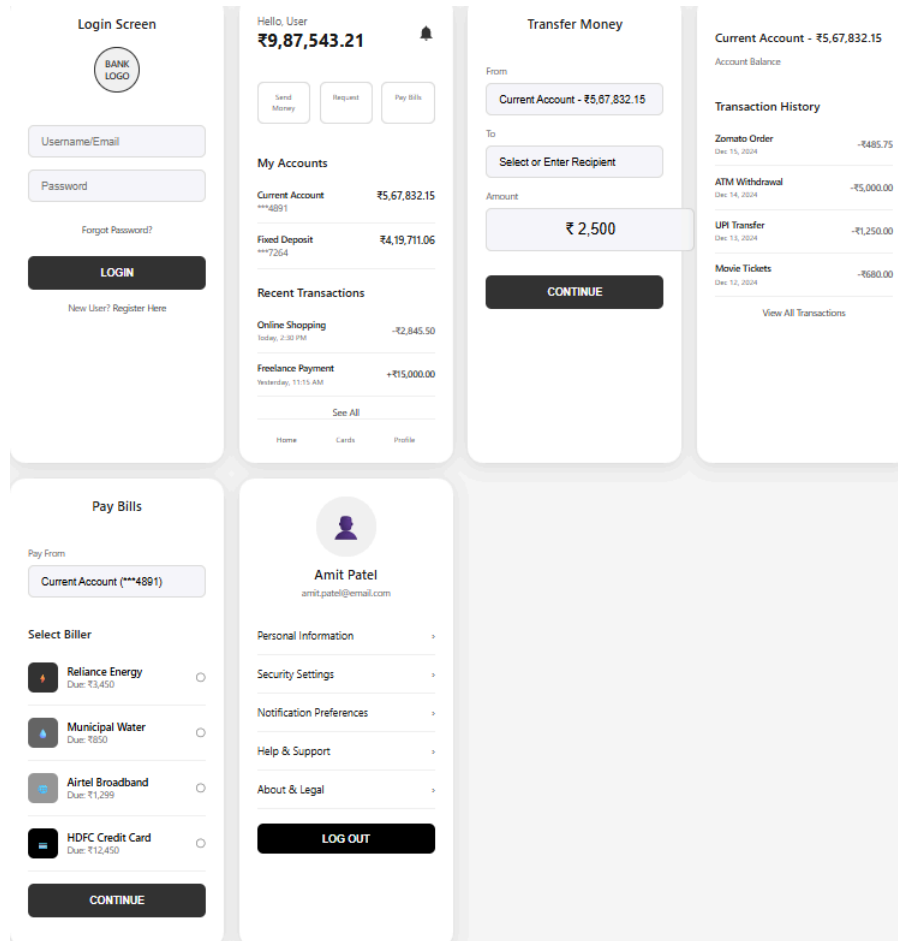 Login Screen
BANK
LOGO
Username/Email
Password
Forgot Password?
LOGIN
New User? Register Here
Hello, User
₹9,87,543.21
Send
Money
Request
Pay Bills
My Accounts
Current Account
₹5,67,832.15
***4891
Fixed Deposit
₹4,19,711.06
***7264
Recent Transactions
Online Shopping
-₹2,845.50
Today, 2:30 PM
Freelance Payment
+₹15,000.00
Yesterday, 11:15 AM
See All
Home
Cards
Profile
Transfer Money
From
Current Account - ₹5,67,832.15
To
Select or Enter Recipient
Amount
₹ 2,500
CONTINUE
Current Account - ₹5,67,832.15
Account Balance
Transaction History
Zomato Order
-₹485.75
Dec 15, 2024
ATM Withdrawal
-₹5,000.00
Dec 14, 2024
UPI Transfer
-₹1,250.00
Dec 13, 2024
Movie Tickets
-₹680.00
Dec 12, 2024
View All Transactions
Pay Bills
Pay From
Current Account (***4891)
Select Biller
Reliance Energy
Due: ₹3,450
Municipal Water
Due: ₹850
Airtel Broadband
Due: ₹1,299
HDFC Credit Card
Due: ₹12,450
CONTINUE
Amit Patel
amit.patel@email.com
Personal Information ›
Security Settings ›
Notification Preferences ›
Help & Support ›
About & Legal ›
LOG OUT